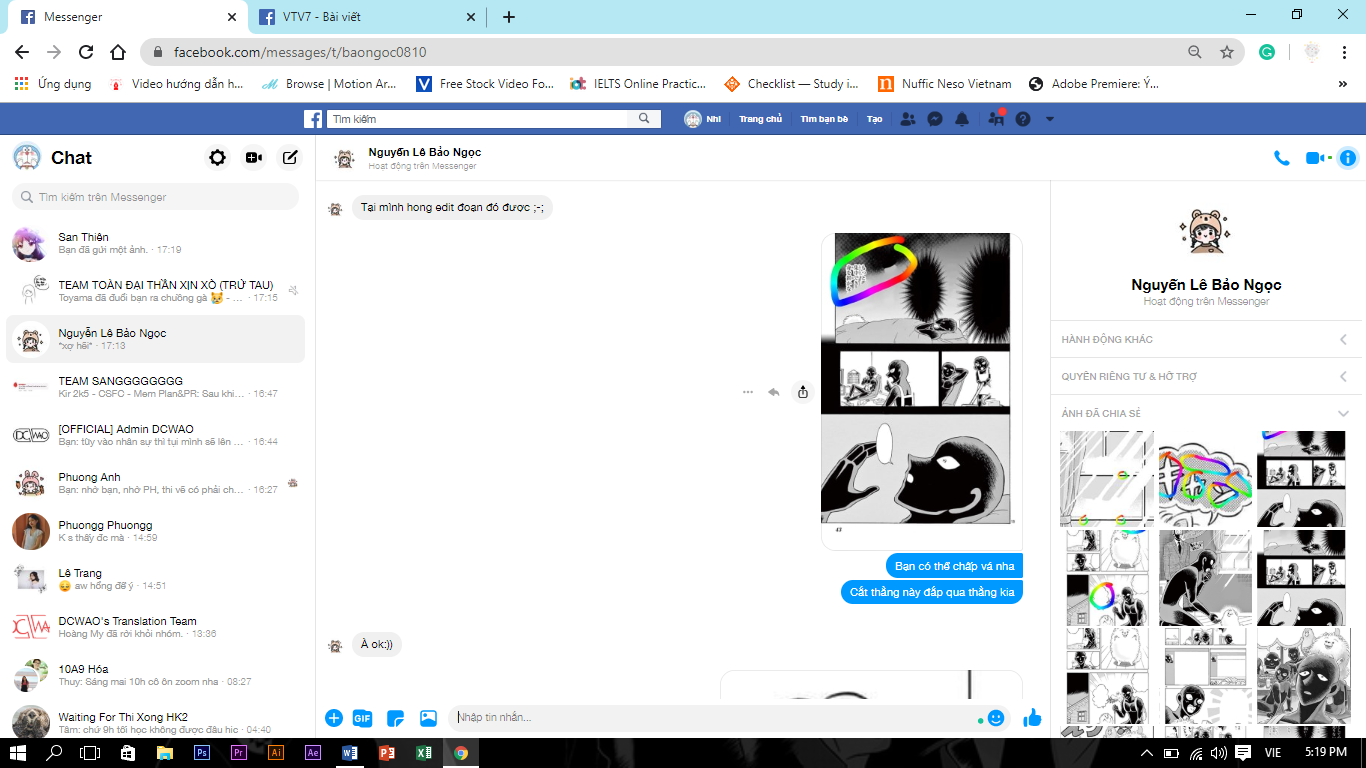 Messenger
VTV7 - Bài viết
facebook.com/messages/t/baongoc0810
Ứng dụng
Video hướng dẫn h...
Browse | Motion Ar...
Free Stock Video Fo...
IELTS Online Practic...
Checklist — Study i...
Nuffic Neso Vietnam
Adobe Premiere: Ý...
»
Tìm kiếm
Nhi
Trang chủ
Tìm bạn bè
Tạo
Chat
Tìm kiếm trên Messenger
San Thiên
Bạn đã gửi một ảnh. · 17:19
TEAM TOÀN ĐẠI THẦN XIN XÒ (TRỪ TAU)
Toyama đã đuổi bạn ra chuồng gà 😿 - ... · 17:15
Nguyễn Lê Bảo Ngọc
*xợ hẽi* · 17:13
TEAM SANGGGGGGGG
Kir 2k5 - CSFC - Mem Plan&PR: Sau khi... · 16:47
[OFFICIAL] Admin DCWAO
Bạn: tùy vào nhân sự thì tụi mình sẽ lên ... · 16:44
Phuong Anh
Bạn: nhờ bạn, nhờ PH, thi vẽ có phải ch... · 16:27
Phuongg Phuongg
K s thấy đc mà · 14:59
Lê Trang
😔 aw hổng để ý · 14:51
DCWAO's Translation Team
Hoàng My đã rời khỏi nhóm. · 13:36
10A9 Hóa
Thuy: Sáng mai 10h cô ôn zoom nha · 08:27
Waiting For Thi Xong HK2
Tâm: chứ 9h tôi học không được đâu hic · 04:40
Nguyễn Lê Bảo Ngọc
Hoạt động trên Messenger
Tại mình hong edit đoạn đó được ;-;
43
Bạn có thể chấp vá nha
Cắt thằng này đắp qua thằng kia
À ok:))
GIF
Nhập tin nhắn...
Nguyễn Lê Bảo Ngọc
Hoạt động trên Messenger
HÀNH ĐỘNG KHÁC
QUYỀN RIÊNG TƯ & HỖ TRỢ
ẢNH ĐÃ CHIA SẺ
Ps
Pr
Ai
Ae
VIE
5:19 PM